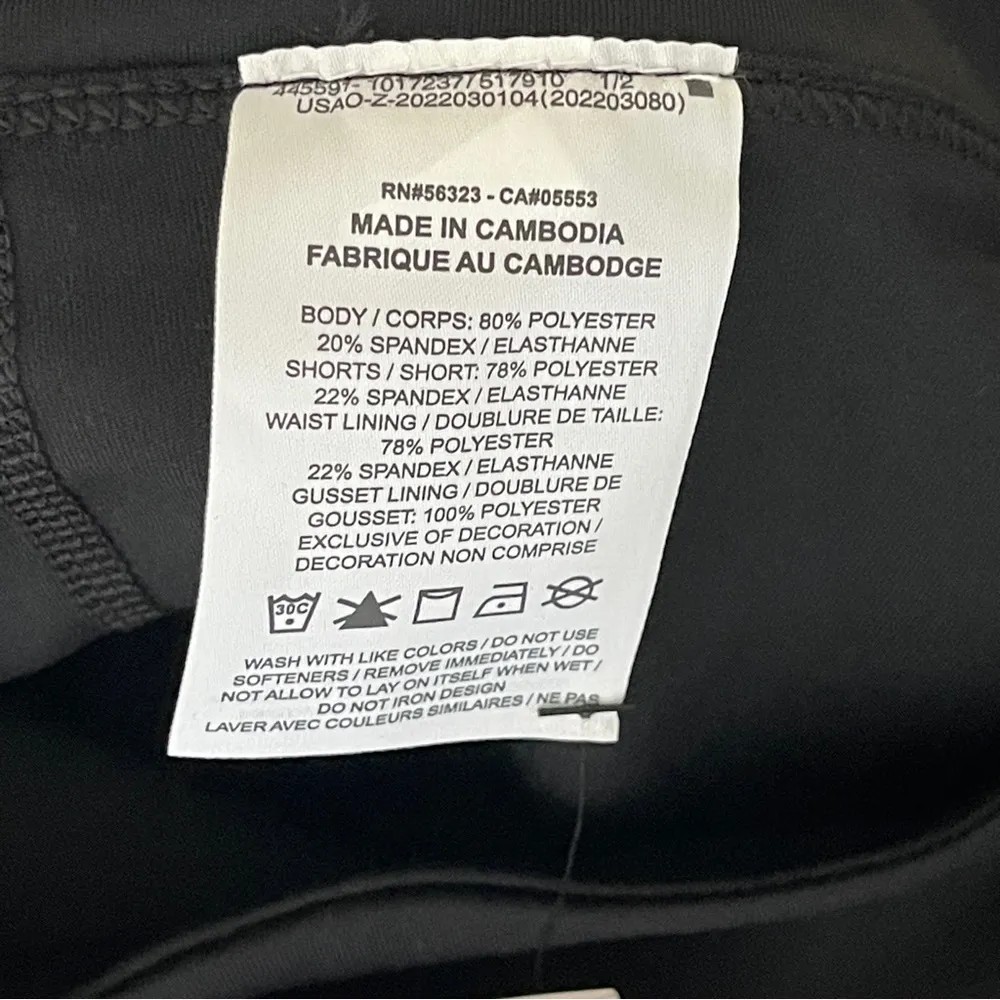 445591- 1017237/517910 1/2
USAO-Z-2022030104(202203080)
RN#56323 - CA#05553
MADE IN CAMBODIA
FABRIQUE AU CAMBODGE
BODY / CORPS: 80% POLYESTER
20% SPANDEX / ELASTHANNE
SHORTS / SHORT: 78% POLYESTER
22% SPANDEX / ELASTHANNE
WAIST LINING / DOUBLURE DE TAILLE:
78% POLYESTER
22% SPANDEX / ELASTHANNE
GUSSET LINING / DOUBLURE DE
GOUSSET: 100% POLYESTER
EXCLUSIVE OF DECORATION /
DECORATION NON COMPRISE
30C
WASH WITH LIKE COLORS / DO NOT USE
SOFTENERS / REMOVE IMMEDIATELY / DO
NOT ALLOW TO LAY ON ITSELF WHEN WET /
DO NOT IRON DESIGN
LAVER AVEC COULEURS SIMILAIRES / NE PAS